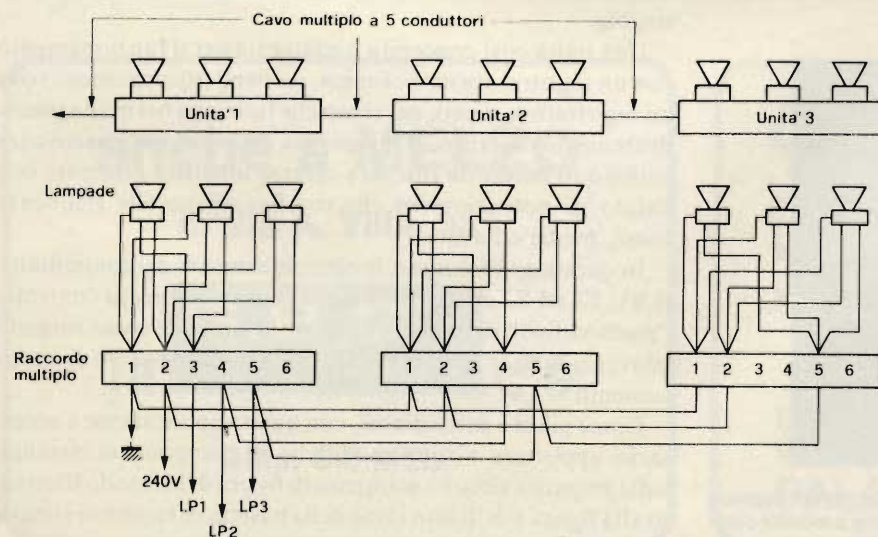 Cavo multiplo a 5 conduttori
Unita' 1 Unita' 2 Unita' 3
Lampade
Raccordo
multiplo
1 2 3 4 5 6 1 2 3 4 5 6 1 2 3 4 5 6
240V
LP1 LP3
LP2